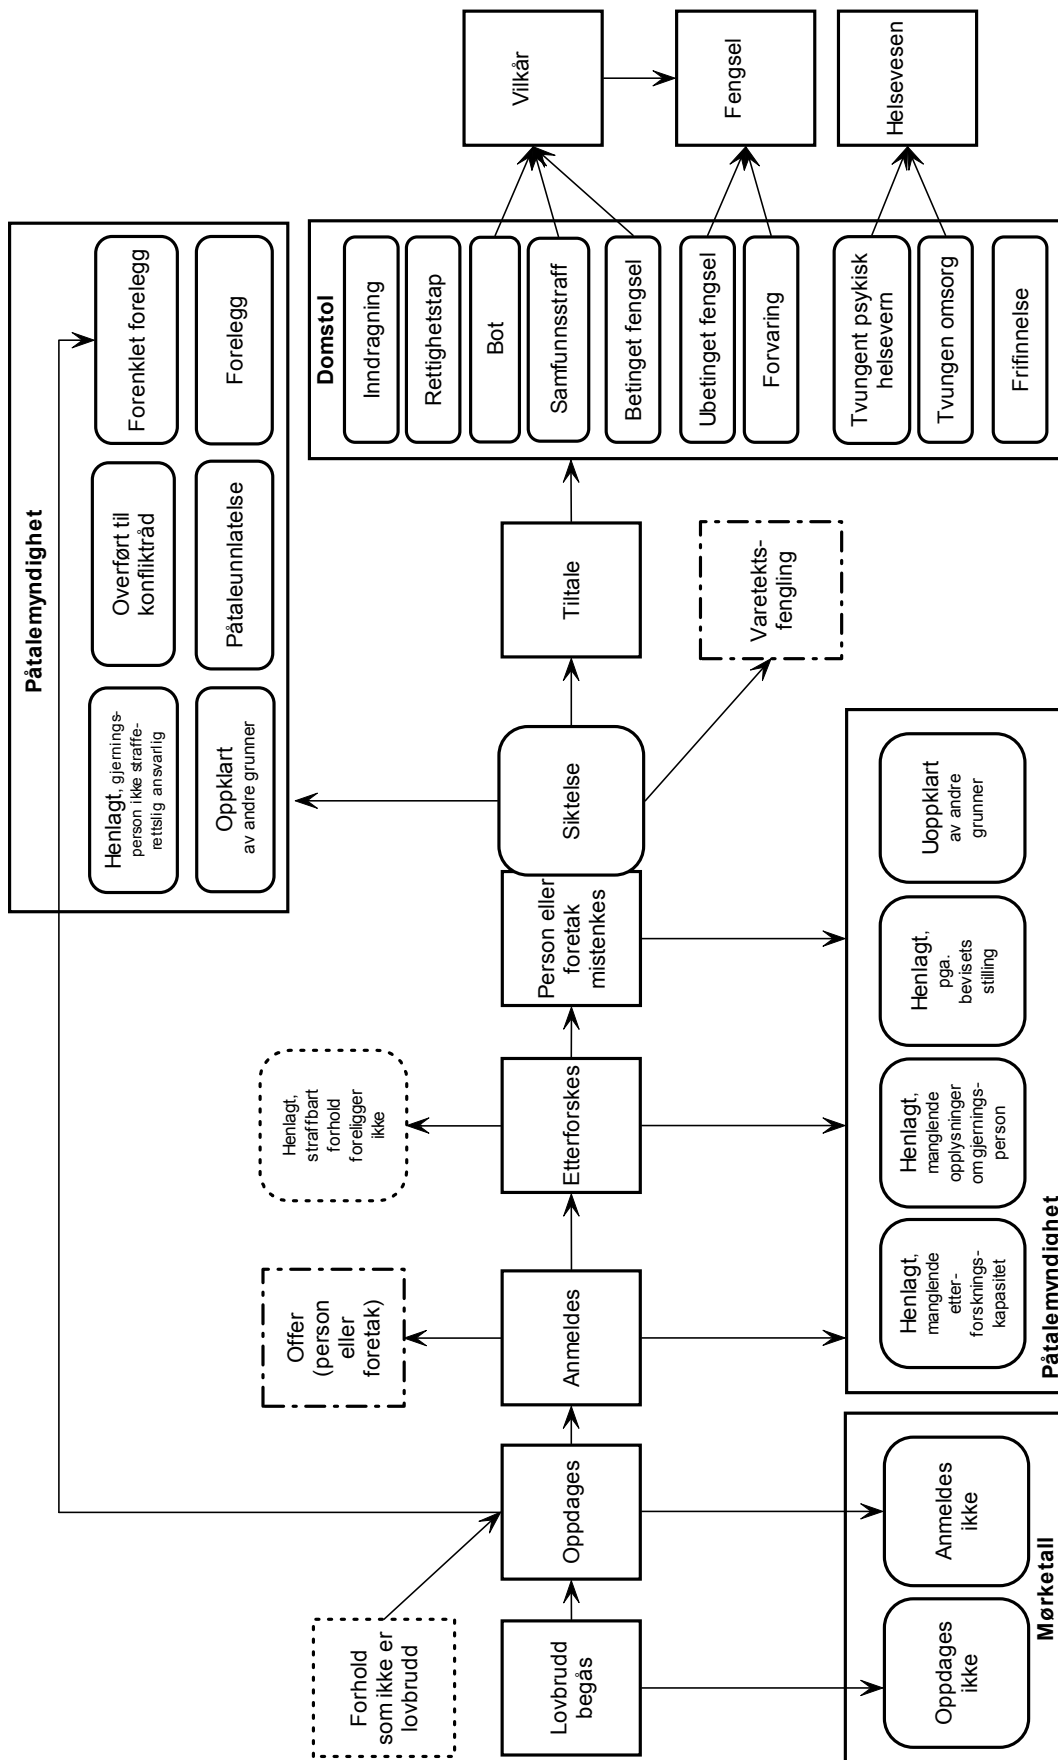 Påtalemyndighet
Henlagt, gjernings-
person ikke straffe-
rettslig ansvarlig
Overført til
konfliktråd
Forenklet forelegg
Oppklart
av andre grunner
Påtaleunnlatelse
Forelegg
Forhold
som ikke er
lovbrudd
Offer
(person
eller
foretak)
Henlagt,
straffbart
forhold
foreligger
ikke
Lovbrudd
begås
Oppdages
Anmeldes
Etterforskes
Person eller
foretak
mistenkes
Siktelse
Tiltale
Varetekts-
fengling
Domstol
Inndragning
Rettighetstap
Bot
Samfunnsstraff
Betinget fengsel
Ubetinget fengsel
Forvaring
Tvungent psykisk
helsevern
Tvungen omsorg
Frifinnelse
Vilkår
Fengsel
Helsevesen
Oppdages
ikke
Anmeldes
ikke
Mørketall
Henlagt,
manglende
etter-
forsknings-
kapasitet
Henlagt,
manglende
opplysninger
om gjernings-
person
Henlagt,
pga.
bevisets
stilling
Uoppklart
av andre
grunner
Påtalemyndighet